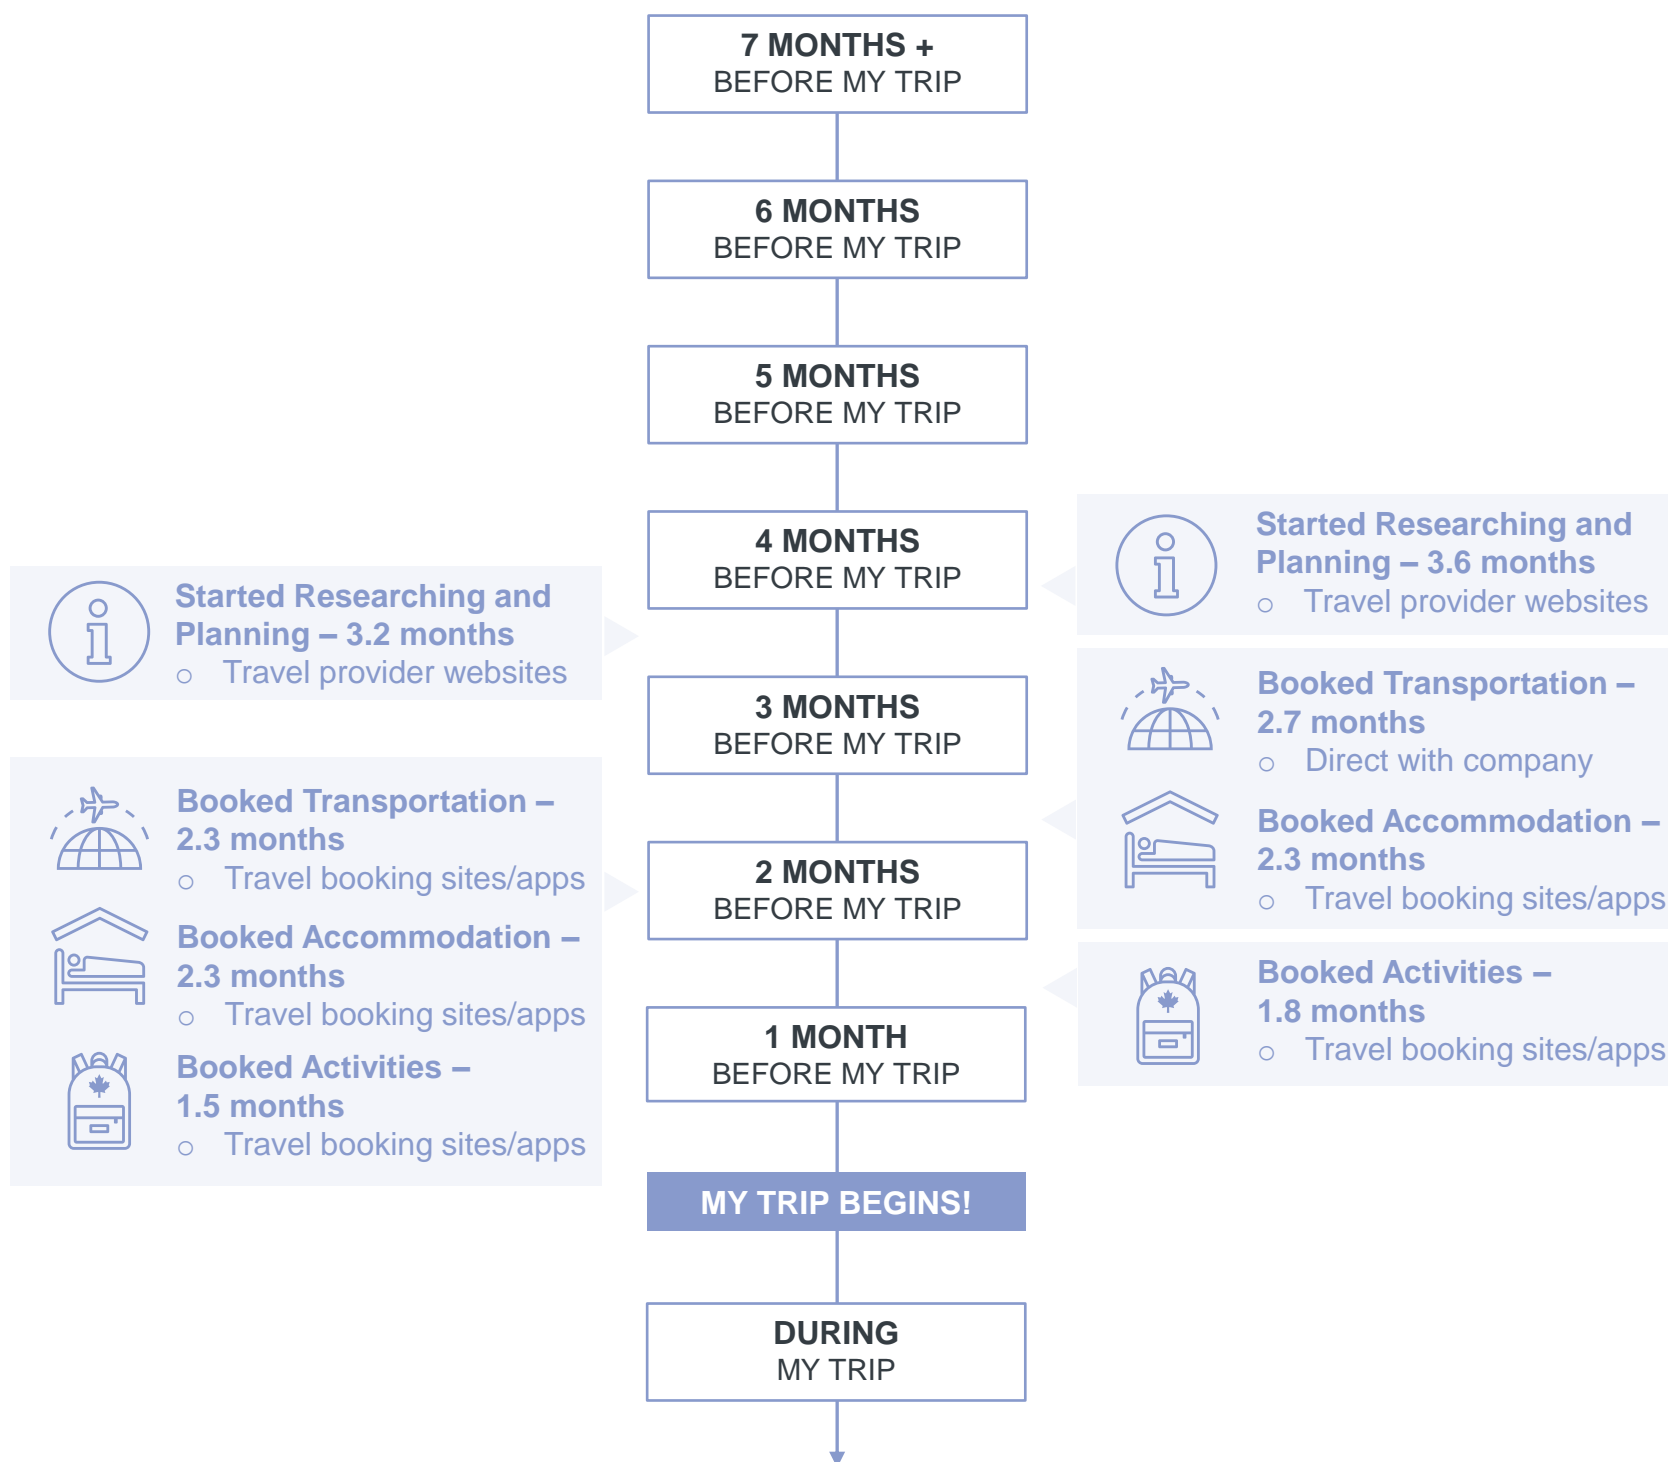 7 MONTHS +
BEFORE MY TRIP
6 MONTHS
BEFORE MY TRIP
5 MONTHS
BEFORE MY TRIP
4 MONTHS
BEFORE MY TRIP
3 MONTHS
BEFORE MY TRIP
2 MONTHS
BEFORE MY TRIP
1 MONTH
BEFORE MY TRIP
MY TRIP BEGINS!
DURING
MY TRIP
Started Researching and
Planning – 3.2 months
○ Travel provider websites
Booked Transportation –
2.3 months
○ Travel booking sites/apps
Booked Accommodation –
2.3 months
○ Travel booking sites/apps
Booked Activities –
1.5 months
○ Travel booking sites/apps
Started Researching and
Planning – 3.6 months
○ Travel provider websites
Booked Transportation –
2.7 months
○ Direct with company
Booked Accommodation –
2.3 months
○ Travel booking sites/apps
Booked Activities –
1.8 months
○ Travel booking sites/apps